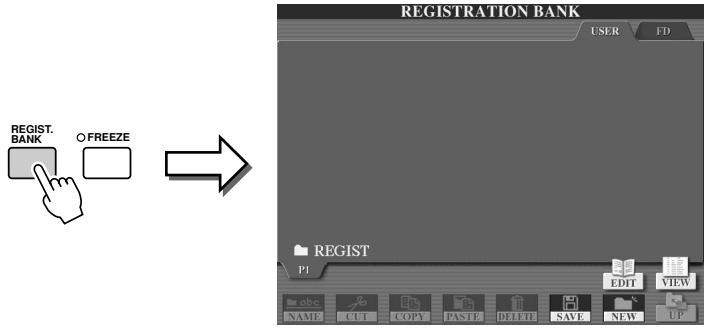 REGISTRATION BANK
USER FD
REGIST.
BANK
FREEZE
REGIST
P1
EDIT VIEW
abc
NAME CUT COPY PASTE DELETE SAVE NEW UP